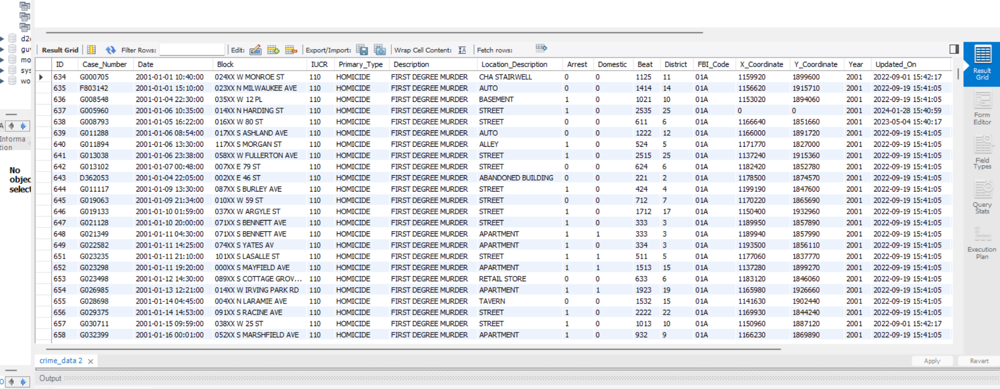 d2
gu
Result Grid Filter Rows: Edit: Export/Import: Wrap Cell Content: Fetch rows:
mo
sys
wo
ID Case_Number Date Block IUCR Primary_Type Description Location_Description Arrest Domestic Beat District FBI_Code X_Coordinate Y_Coordinate Year Updated_On
634 G000705 2001-01-01 10:40:00 024XX W MONROE ST 110 HOMICIDE FIRST DEGREE MURDER CHA STAIRWELL 0 0 1125 11 01A 1159920 1899600 2001 2022-09-01 15:42:17
635 F803142 2001-01-01 15:10:00 023XX N MILWAUKEE AVE 110 HOMICIDE FIRST DEGREE MURDER AUTO 0 0 1414 14 01A 1156620 1915710 2001 2022-09-19 15:41:05
636 G008548 2001-01-04 22:30:00 035XX W 12 PL 110 HOMICIDE FIRST DEGREE MURDER BASEMENT 1 0 1021 10 01A 1153020 1894060 2001 2022-09-19 15:41:05
637 G005960 2001-01-06 10:35:00 014XX N HARDING ST 110 HOMICIDE FIRST DEGREE MURDER STREET 1 0 2535 25 01A 0 0 2001 2024-01-28 15:40:59
638 G008793 2001-01-05 16:22:00 016XX W 80 ST 110 HOMICIDE FIRST DEGREE MURDER STREET 0 0 611 6 01A 1166640 1851660 2001 2023-05-04 15:40:17
639 G011288 2001-01-06 08:54:00 017XX S ASHLAND AVE 110 HOMICIDE FIRST DEGREE MURDER AUTO 0 0 1222 12 01A 1166000 1891720 2001 2022-09-19 15:41:05
640 G011894 2001-01-06 13:30:00 117XX S MORGAN ST 110 HOMICIDE FIRST DEGREE MURDER ALLEY 1 0 524 5 01A 1171770 1827000 2001 2022-09-19 15:41:05
641 G013038 2001-01-06 23:38:00 058XX W FULLERTON AVE 110 HOMICIDE FIRST DEGREE MURDER STREET 1 0 2515 25 01A 1137240 1915360 2001 2022-09-19 15:41:05
642 G013102 2001-01-07 00:48:00 007XX E 79 ST 110 HOMICIDE FIRST DEGREE MURDER STREET 0 0 624 6 01A 1182420 1852780 2001 2022-09-19 15:41:05
643 D362053 2001-01-04 22:05:00 002XX E 46 ST 110 HOMICIDE FIRST DEGREE MURDER ABANDONED BUILDING 0 0 221 2 01A 1178500 1874570 2001 2022-09-19 15:41:05
644 G011117 2001-01-09 13:30:00 087XX S BURLEY AVE 110 HOMICIDE FIRST DEGREE MURDER STREET 1 0 424 4 01A 1199190 1847600 2001 2022-09-19 15:41:05
645 G019063 2001-01-09 21:34:00 010XX W 59 ST 110 HOMICIDE FIRST DEGREE MURDER STREET 0 0 712 7 01A 1170220 1865690 2001 2022-09-19 15:41:05
646 G019133 2001-01-10 01:59:00 037XX W ARGYLE ST 110 HOMICIDE FIRST DEGREE MURDER STREET 1 0 1712 17 01A 1150400 1932960 2001 2022-09-19 15:41:05
647 G021128 2001-01-10 20:00:00 071XX S BENNETT AVE 110 HOMICIDE FIRST DEGREE MURDER STREET 1 0 333 3 01A 1189950 1857890 2001 2022-09-19 15:41:05
648 G021349 2001-01-11 04:30:00 071XX S BENNETT AVE 110 HOMICIDE FIRST DEGREE MURDER APARTMENT 1 1 333 3 01A 1189940 1857990 2001 2022-09-19 15:41:05
649 G022582 2001-01-11 14:25:00 074XX S YATES AV 110 HOMICIDE FIRST DEGREE MURDER APARTMENT 1 0 334 3 01A 1193500 1856110 2001 2022-09-19 15:41:05
651 G023235 2001-01-11 21:10:00 101XX S LASALLE ST 110 HOMICIDE FIRST DEGREE MURDER STREET 1 1 511 5 01A 1177060 1837770 2001 2022-09-19 15:41:05
652 G023298 2001-01-11 19:20:00 000XX S MAYFIELD AVE 110 HOMICIDE FIRST DEGREE MURDER APARTMENT 1 1 1513 15 01A 1137280 1899270 2001 2022-09-19 15:41:05
653 G023498 2001-01-12 14:30:00 089XX S COTTAGE GROV... 110 HOMICIDE FIRST DEGREE MURDER RETAIL STORE 0 0 633 6 01A 1183120 1846060 2001 2022-09-19 15:41:05
654 G026985 2001-01-13 12:21:00 014XX W IRVING PARK RD 110 HOMICIDE FIRST DEGREE MURDER APARTMENT 1 1 1923 19 01A 1165980 1926660 2001 2022-09-19 15:41:05
655 G028698 2001-01-14 04:45:00 004XX N LARAMIE AVE 110 HOMICIDE FIRST DEGREE MURDER TAVERN 0 0 1532 15 01A 1141630 1902440 2001 2022-09-19 15:41:05
656 G029375 2001-01-14 14:53:00 091XX S RACINE AVE 110 HOMICIDE FIRST DEGREE MURDER STREET 1 0 2222 22 01A 1169930 1844240 2001 2022-09-19 15:41:05
657 G030711 2001-01-15 09:59:00 038XX W 25 ST 110 HOMICIDE FIRST DEGREE MURDER STREET 1 0 1013 10 01A 1150960 1887120 2001 2022-09-01 15:42:17
658 G032399 2001-01-16 00:01:00 052XX S MARSHFIELD AVE 110 HOMICIDE FIRST DEGREE MURDER APARTMENT 1 0 932 9 01A 1166230 1869890 2001 2022-09-19 15:41:05
A
Informa
tion
No
objec
select
Result
Grid
Form
Editor
Field
Types
Query
Stats
Execution
Plan
crime_data 2
Apply Revert
Output